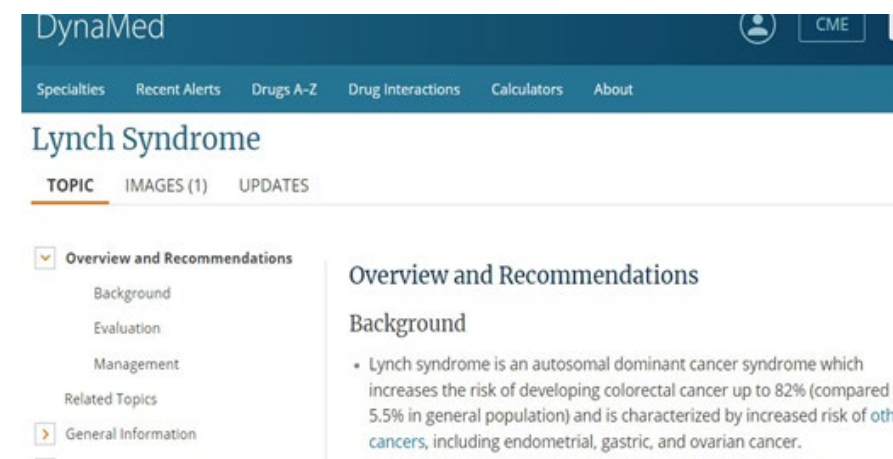 DynaMed
CME
Specialties Recent Alerts Drugs A-Z Drug Interactions Calculators About
Lynch Syndrome
TOPIC IMAGES (1) UPDATES
Overview and Recommendations
Background
Evaluation
Management
Related Topics
General Information
Overview and Recommendations
Background
• Lynch syndrome is an autosomal dominant cancer syndrome which
increases the risk of developing colorectal cancer up to 82% (compared
5.5% in general population) and is characterized by increased risk of oth
cancers, including endometrial, gastric, and ovarian cancer.